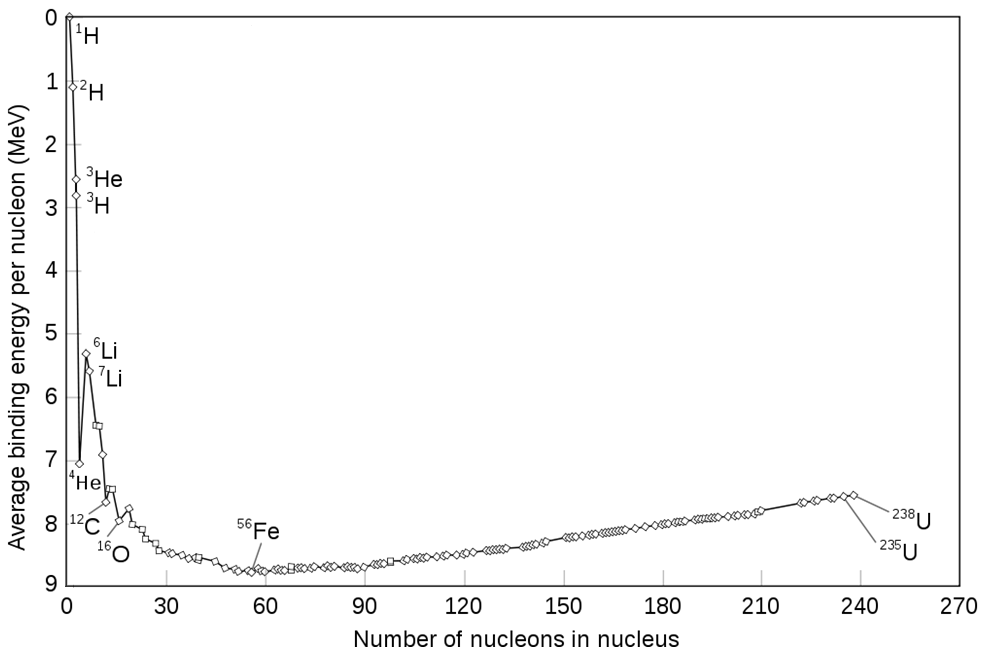 0
1
2
3
4
5
6
7
8
9
Average binding energy per nucleon (MeV)
¹H
²H
³He
³H
⁶Li
⁷Li
⁴He
¹²C
¹⁶O
⁵⁶Fe
²³⁸U
²³⁵U
0 30 60 90 120 150 180 210 240 270
Number of nucleons in nucleus